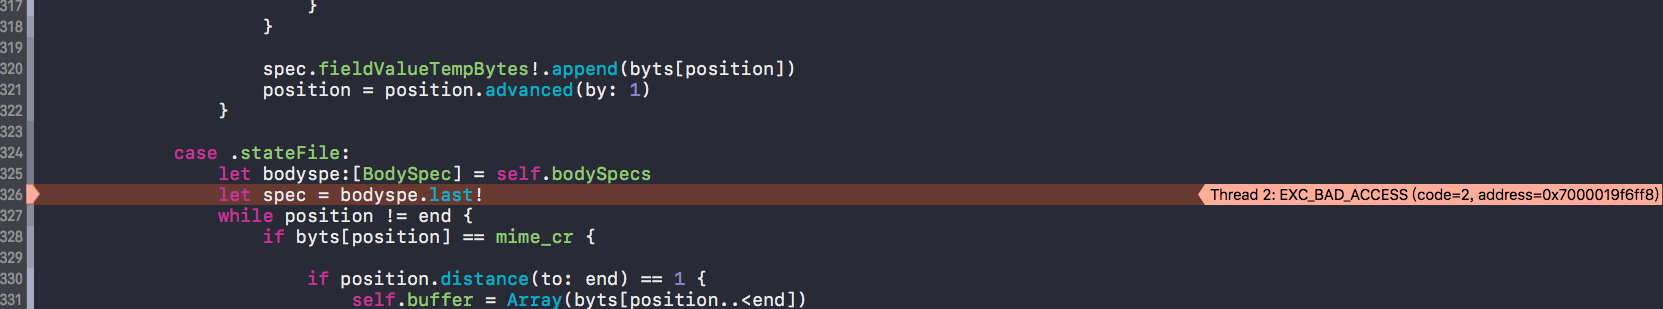 317                         }
318                     }
319
320                     spec.fieldValueTempBytes!.append(byts[position])
321                     position = position.advanced(by: 1)
322                 }
323
324             case .stateFile:
325                 let bodyspe:[BodySpec] = self.bodySpecs
326                 let spec = bodyspe.last! Thread 2: EXC_BAD_ACCESS (code=2, address=0x7000019f6ff8)
327                 while position != end {
328                     if byts[position] == mime_cr {
329
330                         if position.distance(to: end) == 1 {
331                             self.buffer = Array(byts[position..<end])